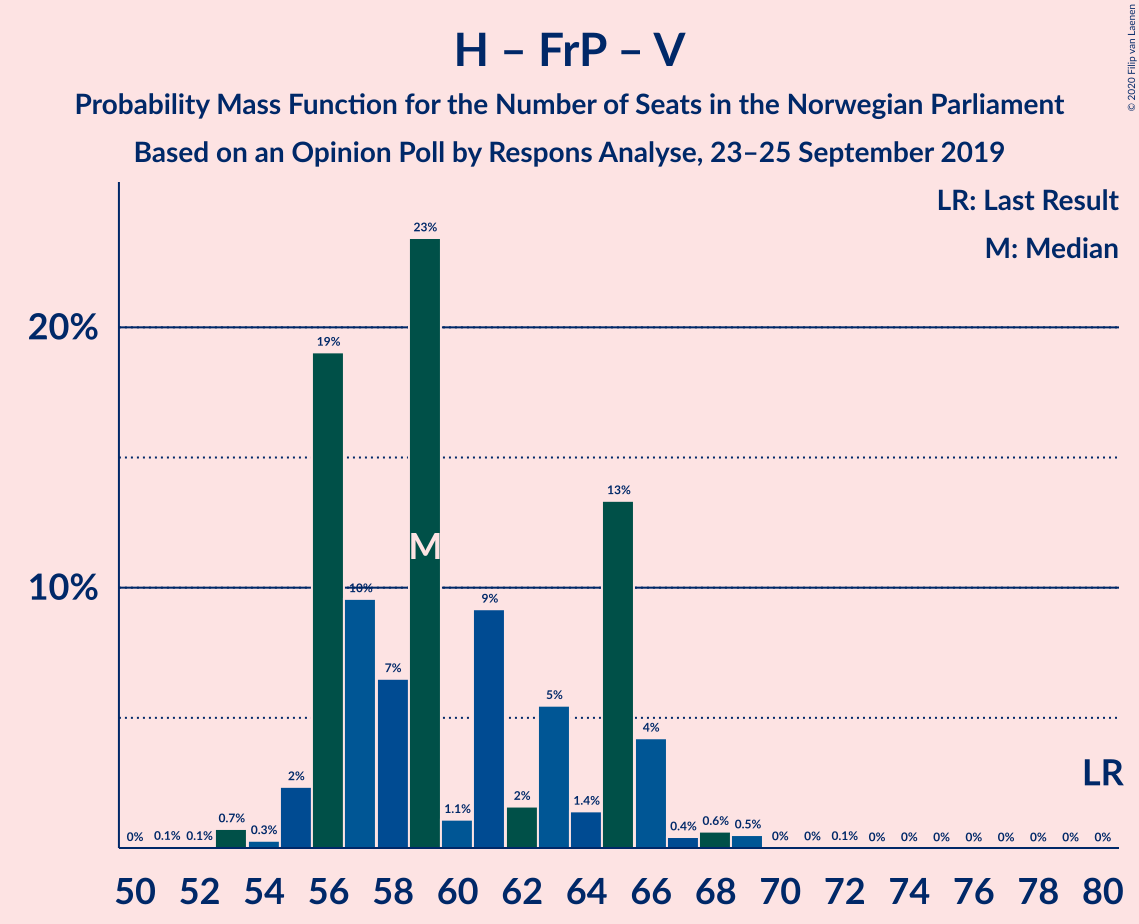 H – FrP – V
Probability Mass Function for the Number of Seats in the Norwegian Parliament
Based on an Opinion Poll by Respons Analyse, 23–25 September 2019
© 2020 Filip van Laenen
LR: Last Result
M: Median
20%
10%
0% 0.1% 0.1% 0.7% 0.3% 2% 19% 10% 7% 23% 1.1% 9% 2% 5% 1.4% 13% 4% 0.4% 0.6% 0.5% 0% 0% 0.1% 0% 0% 0% 0% 0% 0% 0% 0%
M
LR
50 52 54 56 58 60 62 64 66 68 70 72 74 76 78 80